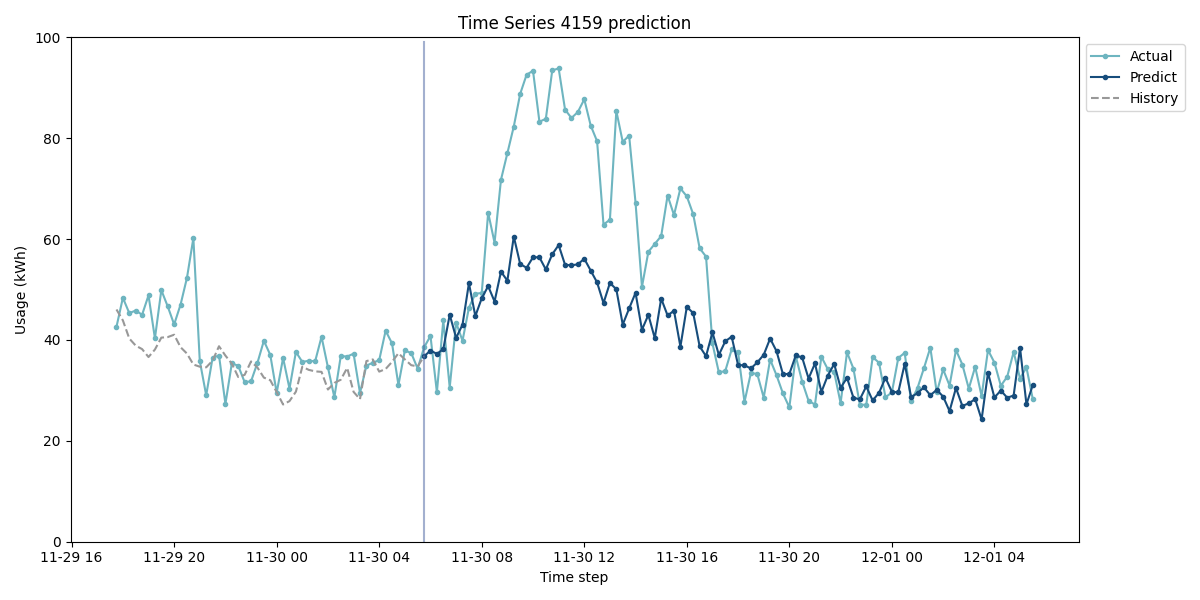 Time Series 4159 prediction
100
80
60
40
20
0
Usage (kWh)
11-29 16
11-29 20
11-30 00
11-30 04
11-30 08
11-30 12
11-30 16
11-30 20
12-01 00
12-01 04
Time step
Actual
Predict
History